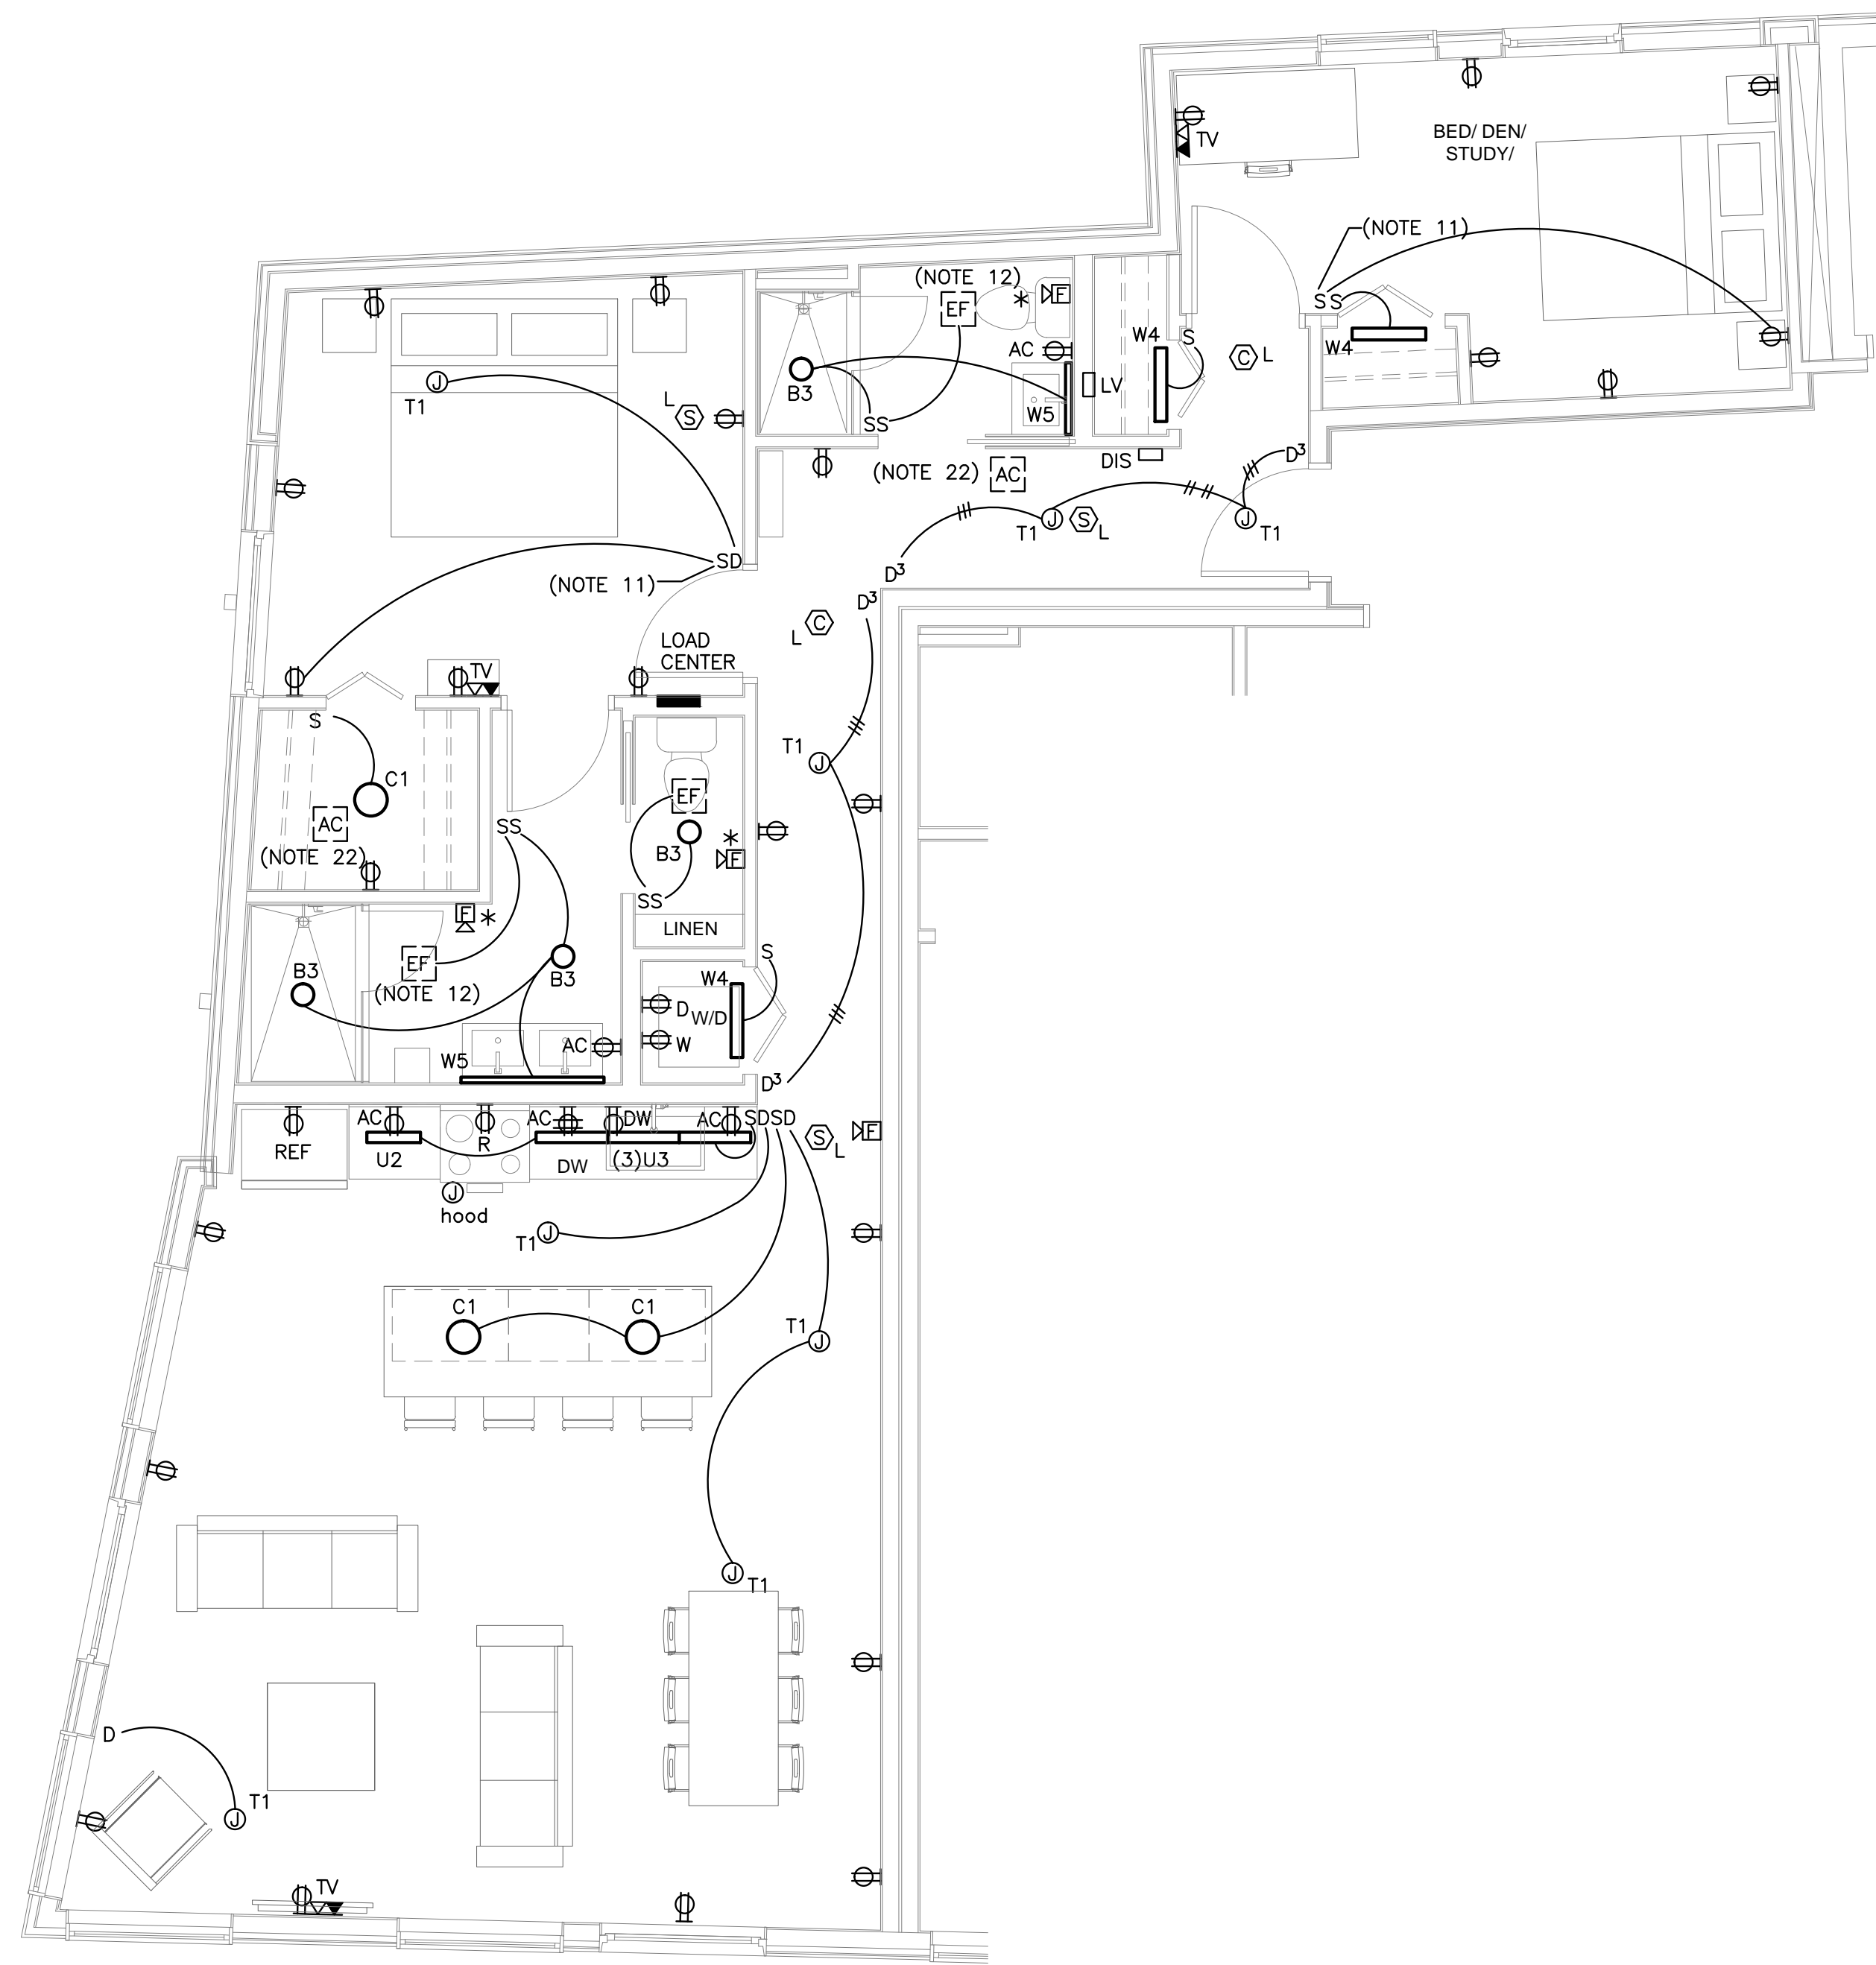 BED/ DEN/
STUDY/
TV
(NOTE 11)
S S
W4
(NOTE 12)
EF
*
F
AC
B3
W5
SS
LV
W4
S
C L
DIS
(NOTE 22)
AC
D3
T1
J
S
L
J
T1
D3
D3
J
T1
L
S
SD
(NOTE 11)
C
L
LOAD
CENTER
TV
S
C1
AC
(NOTE 22)
T1
J
EF
B3
*
F
SS
LINEN
SS
F
*
EF
(NOTE 12)
B3
B3
W5
AC
S
W4
D
W/D
W
D3
REF
AC
U2
R
AC
DW
DW
(3)U3
AC
SDSD
S
L
F
J
hood
T1
J
C1
C1
T1
J
J
T1
D
J
T1
TV